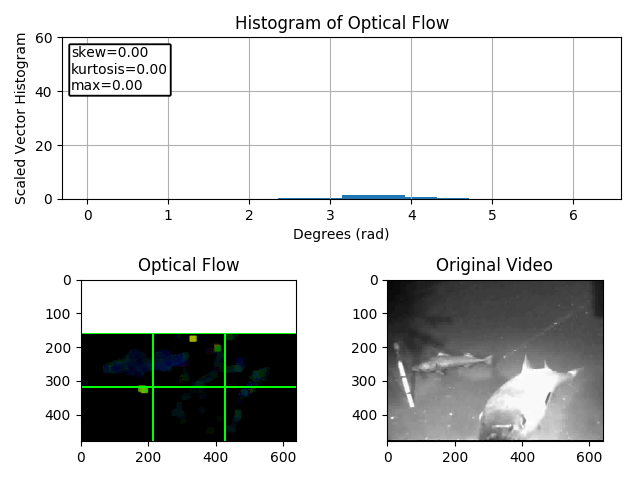 Histogram of Optical Flow
Scaled Vector Histogram
60
40
20
0
skew=0.00
kurtosis=0.00
max=0.00
0 1 2 3 4 5 6
Degrees (rad)
Optical Flow
0
100
200
300
400
0 200 400 600
Original Video
0
100
200
300
400
0 200 400 600